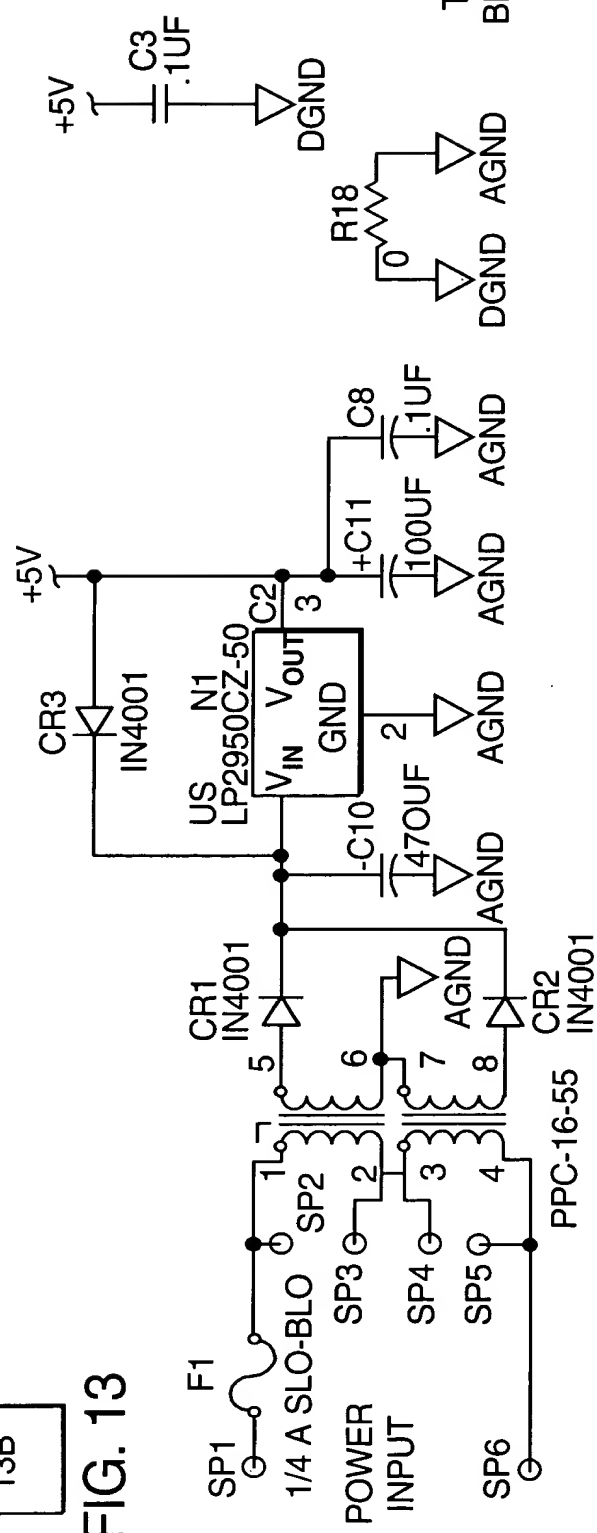 13B
FIG. 13
+5V
C3
.1UF
DGND
R18
0
DGND
AGND
+5V
CR3
IN4001
US
N1
LP2950CZ-50
VIN
VOUT
GND
C2
3
2
AGND
-C10
47OUF
AGND
+C11
100UF
AGND
C8
.1UF
AGND
CR1
IN4001
5
6
7
8
AGND
CR2
IN4001
1
2
3
4
PPC-16-55
SP2
SP3
SP4
SP5
F1
SP1
1/4 A SLO-BLO
POWER
INPUT
SP6